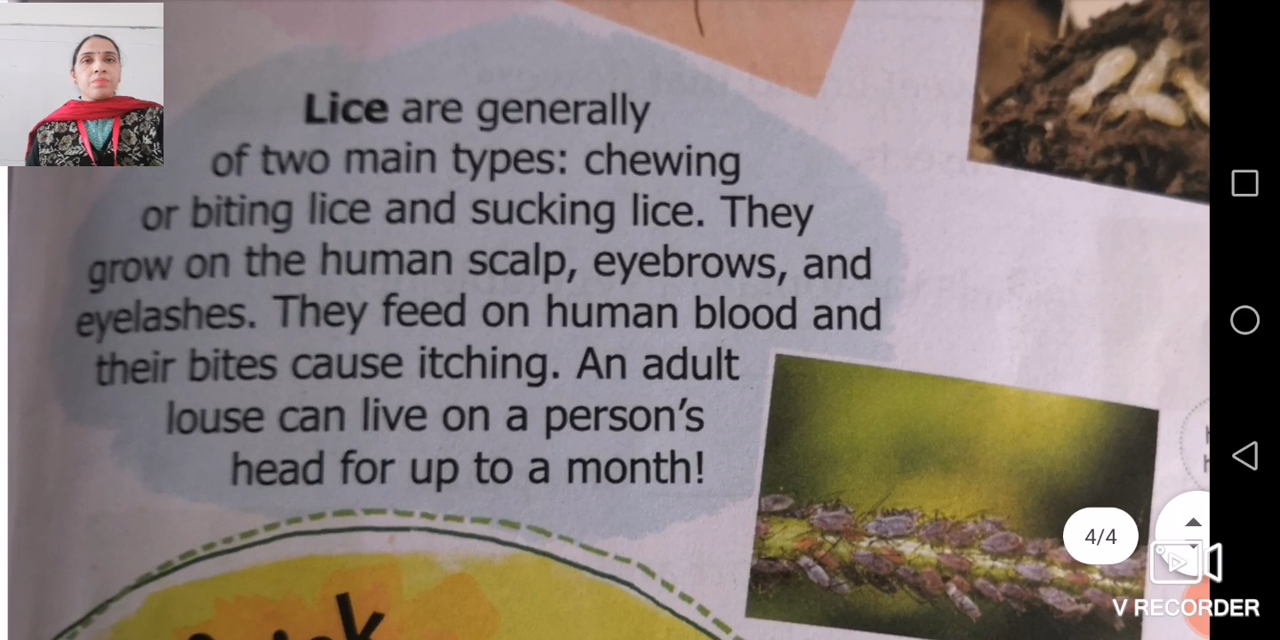 Lice are generally
of two main types: chewing
or biting lice and sucking lice. They
grow on the human scalp, eyebrows, and
eyelashes. They feed on human blood and
their bites cause itching. An adult
louse can live on a person's
head for up to a month!
4/4
V RECORDER